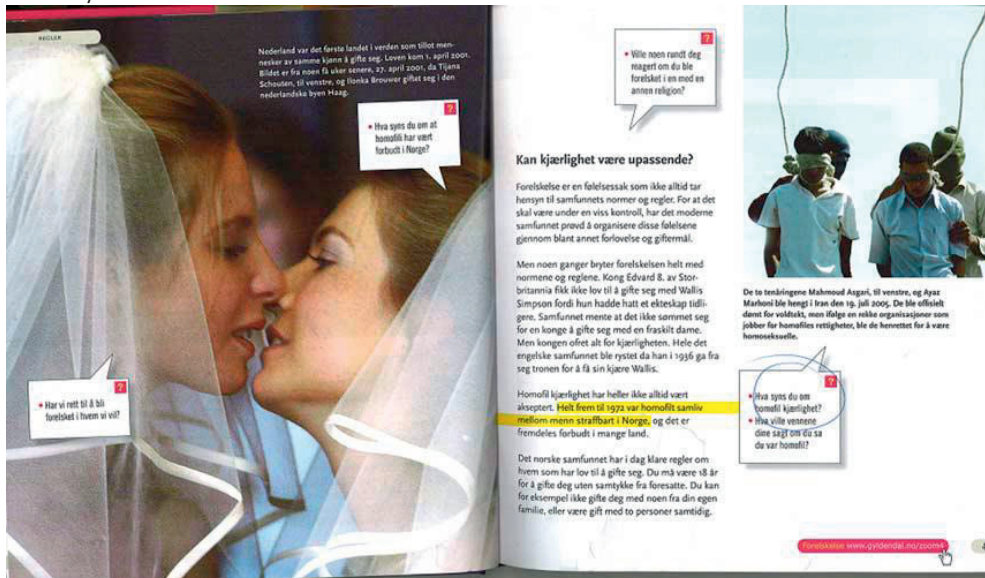 REGLER
Nederland var det første landet i verden som tillot men-
nesker av samme kjønn å gifte seg. Loven kom 1. april 2001.
Bildet er fra noen få uker senere, 27. april 2001, da Tijana
Schouten, til venstre, og Ilonka Brouwer giftet seg i den
nederlandske byen Haag.
?
• Hva syns du om at
homofili har vært
forbudt i Norge?
?
• Har vi rett til å bli
forelsket i hvem vi vil?
?
• Ville noen rundt deg
reagert om du ble
forelsket i en med en
annen religion?
Kan kjærlighet være upassende?
Forelskelse er en følelsessak som ikke alltid tar
hensyn til samfunnets normer og regler. For at det
skal være under en viss kontroll, har det moderne
samfunnet prøvd å organisere disse følelsene
gjennom blant annet forlovelse og giftermål.
Men noen ganger bryter forelskelsen helt med
normene og reglene. Kong Edvard 8. av Stor-
britannia fikk ikke lov til å gifte seg med Wallis
Simpson fordi hun hadde hatt et ekteskap tidli-
gere. Samfunnet mente at det ikke sømmet seg
for en konge å gifte seg med en fraskilt dame.
Men kongen ofret alt for kjærligheten. Hele det
engelske samfunnet ble rystet da han i 1936 ga fra
seg tronen for å få sin kjære Wallis.
Homofil kjærlighet har heller ikke alltid vært
akseptert. Helt frem til 1972 var homofilt samliv
mellom menn straffbart i Norge, og det er
fremdeles forbudt i mange land.
Det norske samfunnet har i dag klare regler om
hvem som har lov til å gifte seg. Du må være 18 år
for å gifte deg uten samtykke fra foresatte. Du kan
for eksempel ikke gifte deg med noen fra din egen
familie, eller være gift med to personer samtidig.
De to tenåringene Mahmoud Asgari, til venstre, og Ayaz
Marhoni ble hengt i Iran den 19. juli 2005. De ble offisielt
dømt for voldtekt, men ifølge en rekke organisasjoner som
jobber for homofiles rettigheter, ble de henrettet for å være
homoseksuelle.
?
• Hva syns du om
homofil kjærlighet?
• Hva ville vennene
dine sagt om du sa
du var homofil?
Forelskelse www.gyldendal.no/zoom4